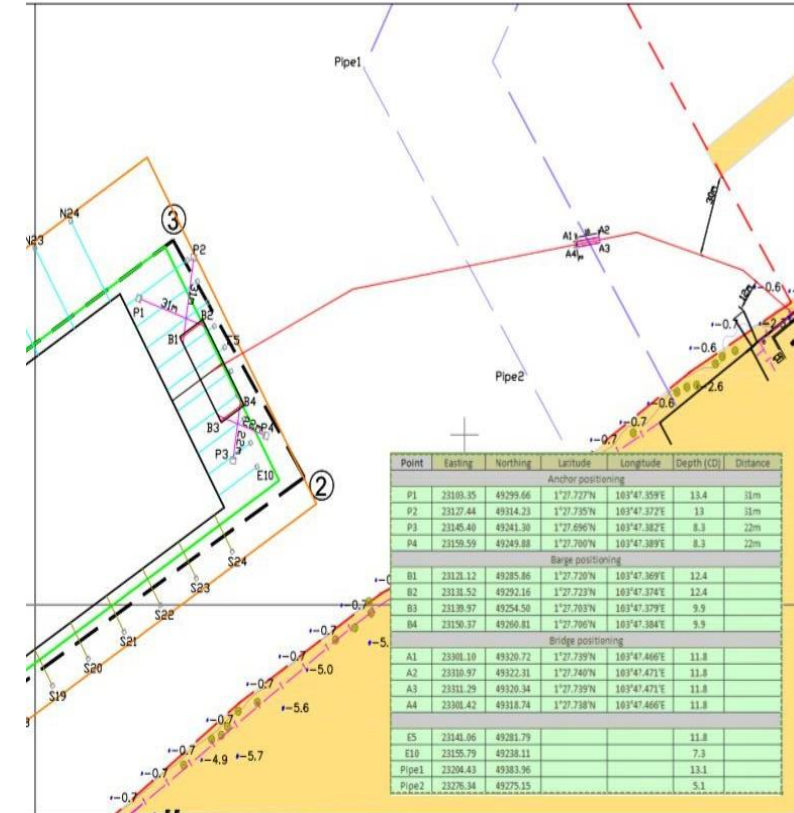 Pipe1
N24
N23
3
P2
A1
A2
A4
A3
30m
31m
P1
31m
B2
B1
E5
12m
-0.6
-0.7
-0.6
-2.6
-0.6
-0.7
-0.7
Pipe2
B4
B3
22m
22m
P4
P3
E10
2
S24
S23
S22
S21
S20
S19
-0.7
-0.7
-0.7
-5.0
-0.7
-5.6
-0.7
-0.7
-4.9
-5.7
-0.7
-0.7
Point Easting Northing Latitude Longitude Depth (CD) Distance
Anchor positioning
P1 23103.35 49299.66 1°27.727'N 103°47.359'E 13.4 31m
P2 23127.44 49314.23 1°27.735'N 103°47.372'E 13 31m
P3 23145.40 49241.30 1°27.696'N 103°47.382'E 8.3 22m
P4 23159.59 49249.88 1°27.700'N 103°47.389'E 8.3 22m
Barge positioning
B1 23121.12 49285.86 1°27.720'N 103°47.369'E 12.4
B2 23131.52 49292.16 1°27.723'N 103°47.374'E 12.4
B3 23139.97 49254.50 1°27.703'N 103°47.379'E 9.9
B4 23150.37 49260.81 1°27.706'N 103°47.384'E 9.9
Bridge positioning
A1 23301.10 49320.72 1°27.739'N 103°47.466'E 11.8
A2 23310.97 49322.31 1°27.740'N 103°47.471'E 11.8
A3 23311.29 49320.34 1°27.739'N 103°47.471'E 11.8
A4 23301.42 49318.74 1°27.738'N 103°47.466'E 11.8
E5 23141.06 49281.79 11.8
E10 23155.79 49238.11 7.3
Pipe1 23204.43 49383.96 13.1
Pipe2 23276.34 49275.15 5.1